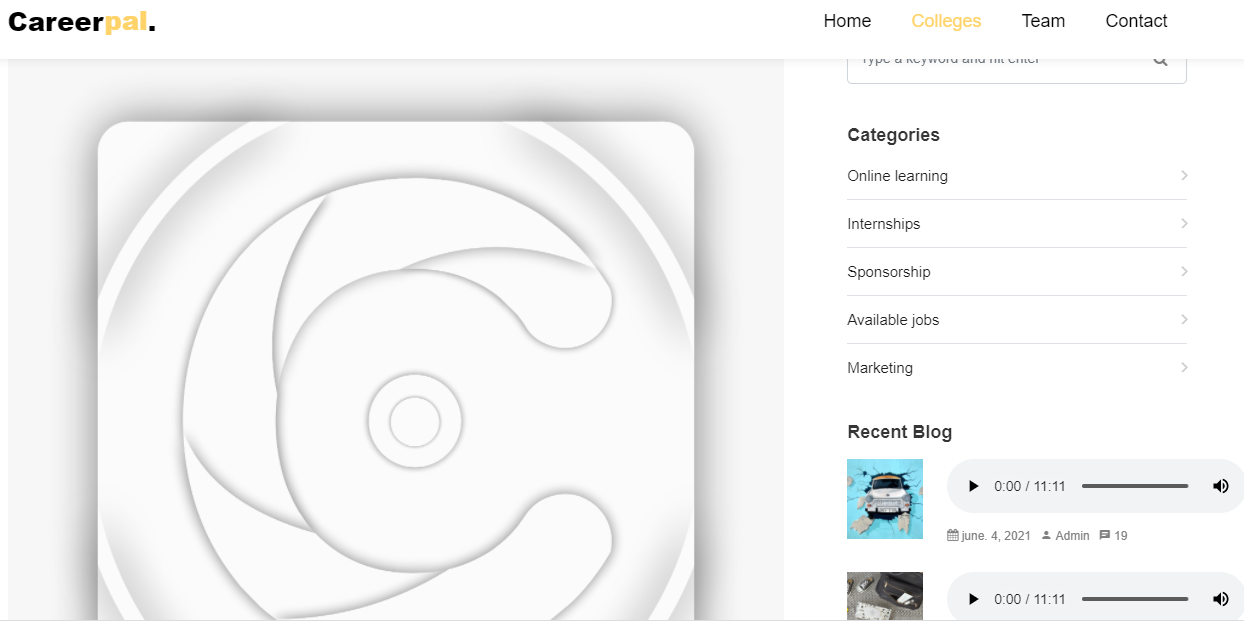 Careerpal.
Home Colleges Team Contact
Type a keyword and hit enter
Categories
Online learning
Internships
Sponsorship
Available jobs
Marketing
Recent Blog
0:00 / 11:11
june. 4, 2021 Admin 19
0:00 / 11:11